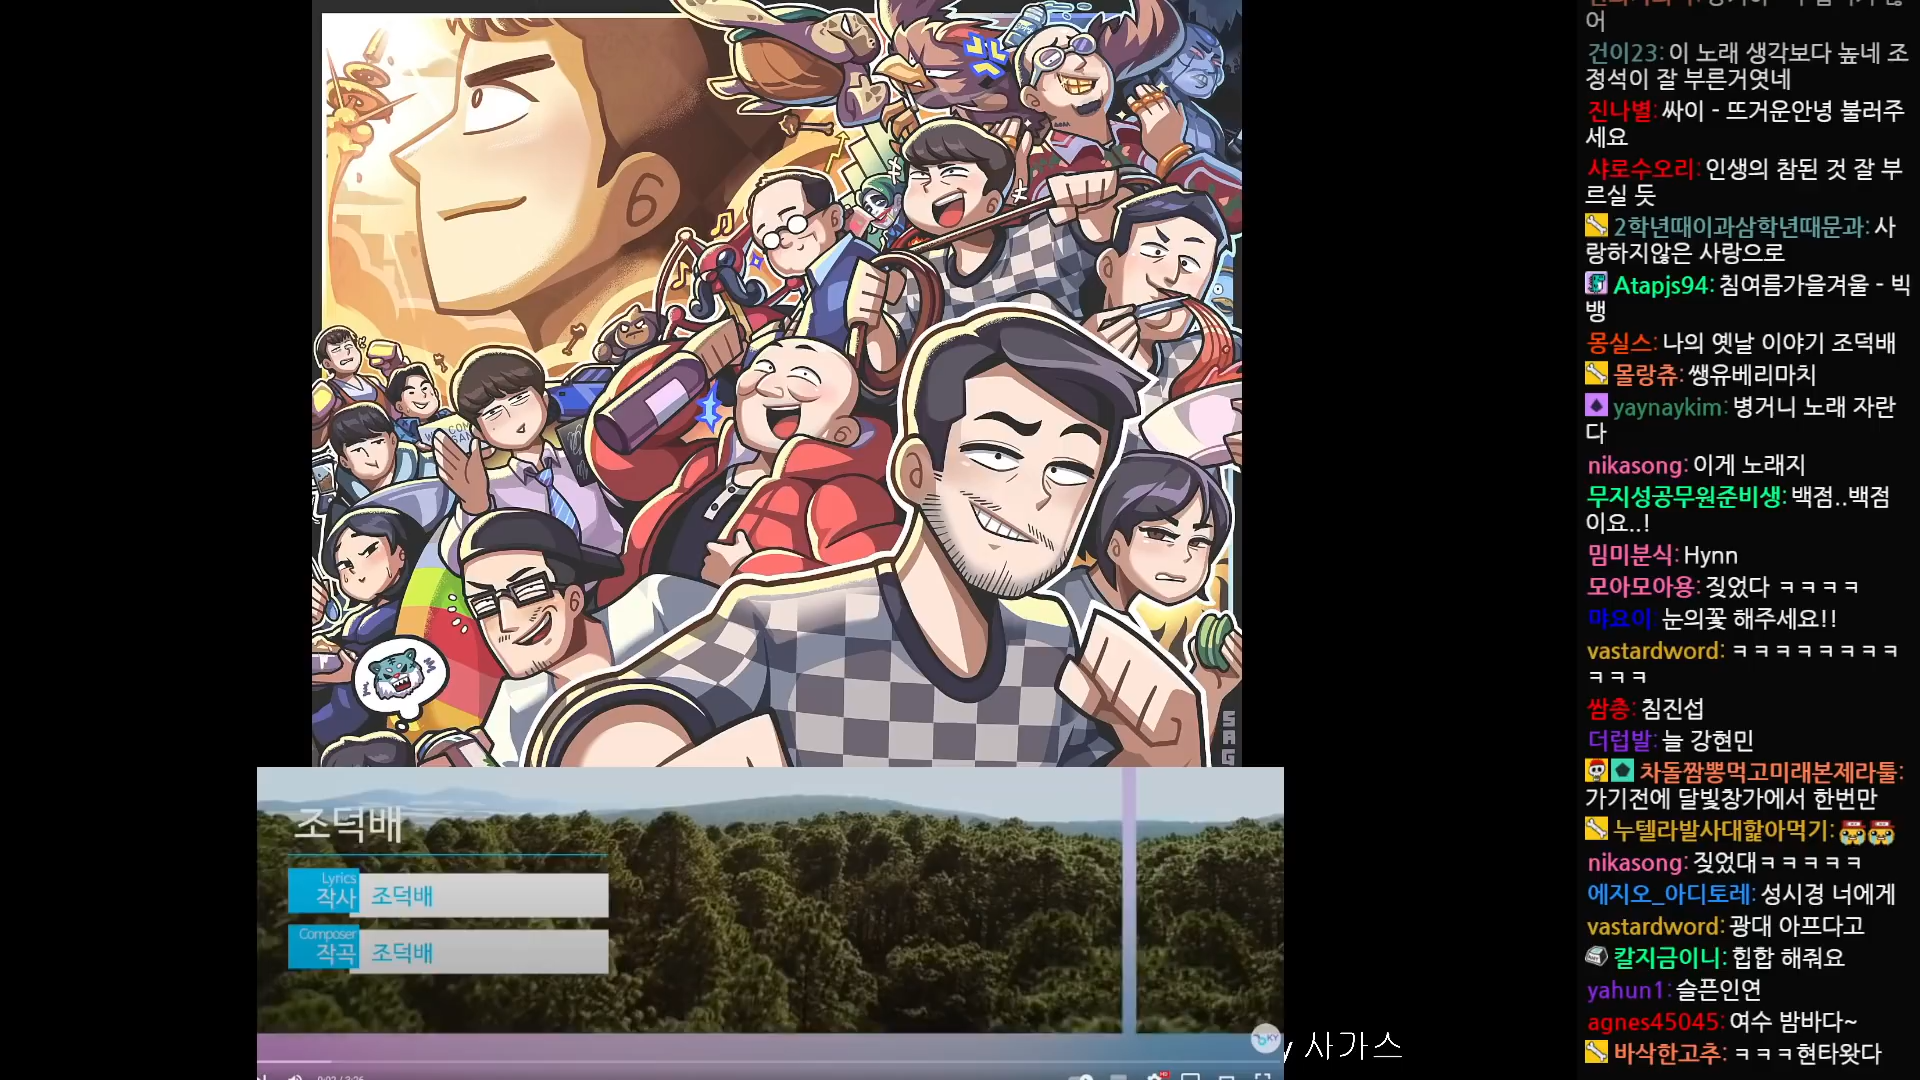 WELCOME
SAG
조덕배
Lyrics
작사 조덕배
Composer
작곡 조덕배
KY
y 사가스
0:02 / 3:26
어
건이23: 이 노래 생각보다 높네 조
정석이 잘 부른거엿네
진나별: 싸이 - 뜨거운안녕 불러주
세요
샤로수오리: 인생의 참된 것 잘 부
르실 듯
2학년때이과삼학년때문과: 사
랑하지않은 사랑으로
Atapjs94: 침여름가을겨울 - 빅
뱅
몽실스: 나의 옛날 이야기 조덕배
몰랑츄: 쌩유베리마치
yaynaykim: 병거니 노래 자란
다
nikasong: 이게 노래지
무지성공무원준비생: 백점..백점
이요..!
밈미분식: Hynn
모아모아용: 짖었다 ㅋㅋㅋㅋ
먀요이: 눈의꽃 해주세요!!
vastardword: ㅋㅋㅋㅋㅋㅋㅋㅋ
ㅋㅋㅋ
쌈총: 침진섭
더럽발: 늘 강현민
차돌짬뽕먹고미래본제라툴:
가기전에 달빛창가에서 한번만
누텔라발사대핥아먹기:
nikasong: 짖었대ㅋㅋㅋㅋㅋ
에지오_아디토레: 성시경 너에게
vastardword: 광대 아프다고
칼지금이니: 힙합 해줘요
yahun1: 슬픈인연
agnes45045: 여수 밤바다~
바삭한고추: ㅋㅋㅋ현타왓다